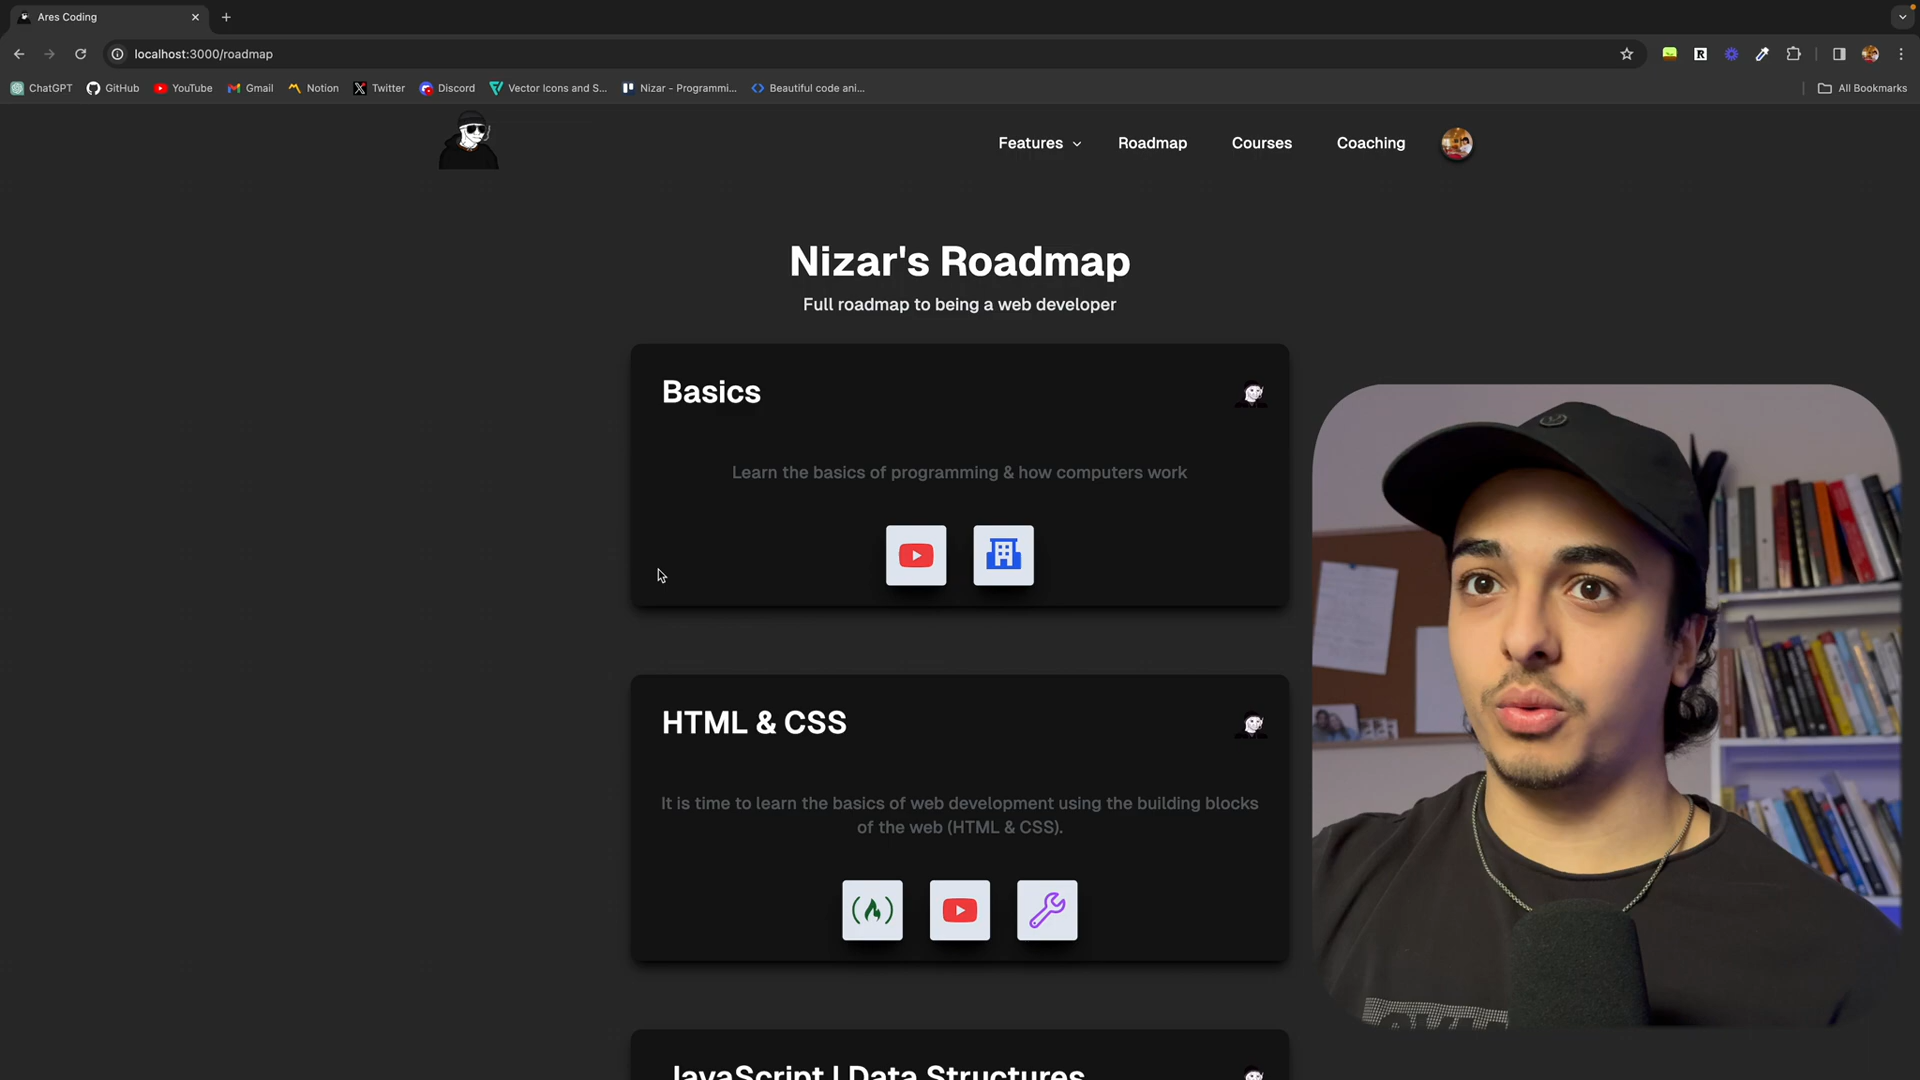 Ares Coding
localhost:3000/roadmap
ChatGPT GitHub YouTube Gmail Notion Twitter Discord Vector Icons and S... Nizar - Programmi... Beautiful code ani... All Bookmarks
Features Roadmap Courses Coaching
Nizar's Roadmap
Full roadmap to being a web developer
Basics
Learn the basics of programming & how computers work
HTML & CSS
It is time to learn the basics of web development using the building blocks
of the web (HTML & CSS).
JavaScript | Data Structures